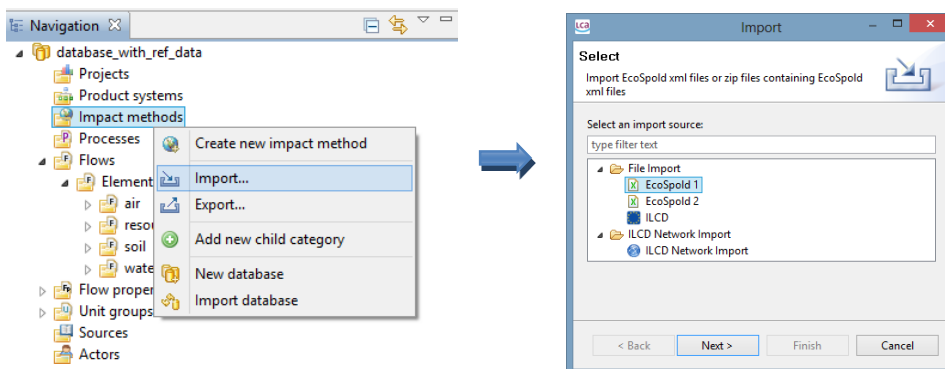 Navigation
database_with_ref_data
Projects
Product systems
Impact methods
Processes
Flows
Element
air
resou
soil
wate
Flow proper
Unit groups
Sources
Actors
Create new impact method
Import...
Export...
Add new child category
New database
Import database
LCA
Import
Select
Import EcoSpold xml files or zip files containing EcoSpold
xml files
Select an import source:
type filter text
File Import
EcoSpold 1
EcoSpold 2
ILCD
ILCD Network Import
ILCD Network Import
< Back Next > Finish Cancel